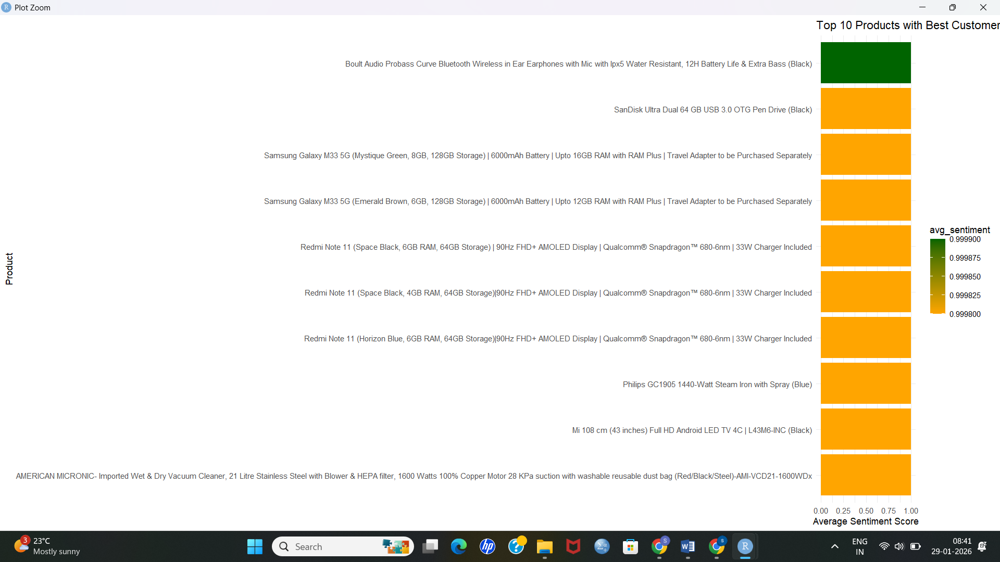 Plot Zoom
Top 10 Products with Best Customer
Boult Audio Probass Curve Bluetooth Wireless in Ear Earphones with Mic with Ipx5 Water Resistant, 12H Battery Life & Extra Bass (Black)
SanDisk Ultra Dual 64 GB USB 3.0 OTG Pen Drive (Black)
Samsung Galaxy M33 5G (Mystique Green, 8GB, 128GB Storage) | 6000mAh Battery | Upto 16GB RAM with RAM Plus | Travel Adapter to be Purchased Separately
Samsung Galaxy M33 5G (Emerald Brown, 6GB, 128GB Storage) | 6000mAh Battery | Upto 12GB RAM with RAM Plus | Travel Adapter to be Purchased Separately
Redmi Note 11 (Space Black, 6GB RAM, 64GB Storage) | 90Hz FHD+ AMOLED Display | Qualcomm® Snapdragon™ 680-6nm | 33W Charger Included
Redmi Note 11 (Space Black, 4GB RAM, 64GB Storage)|90Hz FHD+ AMOLED Display | Qualcomm® Snapdragon™ 680-6nm | 33W Charger Included
Redmi Note 11 (Horizon Blue, 6GB RAM, 64GB Storage)|90Hz FHD+ AMOLED Display | Qualcomm® Snapdragon™ 680-6nm | 33W Charger Included
Philips GC1905 1440-Watt Steam Iron with Spray (Blue)
Mi 108 cm (43 inches) Full HD Android LED TV 4C | L43M6-INC (Black)
AMERICAN MICRONIC- Imported Wet & Dry Vacuum Cleaner, 21 Litre Stainless Steel with Blower & HEPA filter, 1600 Watts 100% Copper Motor 28 KPa suction with washable reusable dust bag (Red/Black/Steel)-AMI-VCD21-1600WDx
Product
0.00 0.25 0.50 0.75 1.00
Average Sentiment Score
avg_sentiment
0.999900
0.999875
0.999850
0.999825
0.999800
3
23°C
Mostly sunny
Search
hp
?
Σα
S
W
s
R
ENG
IN
08:41
29-01-2026